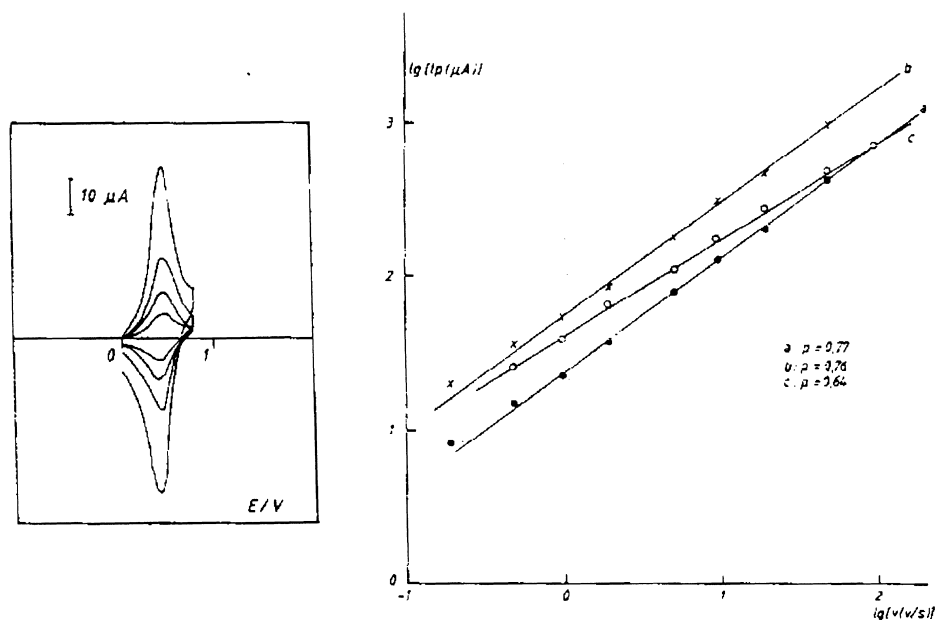 10 μA
0
1
E/V
lg[Ip(μA)]
3
2
1
0
-1
0
1
2
lg[v(v/s)]
b
a
c
a: p = 0,77
b: p = 0,76
c: p = 0,64